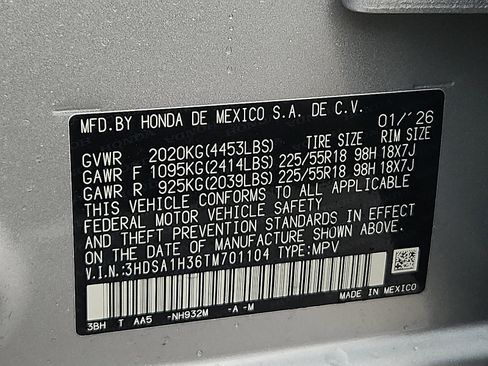 MFD.BY HONDA DE MEXICO S.A. DE C.V. 01/'26
GVWR 2020KG(4453LBS) TIRE SIZE RIM SIZE
GAWR F 1095KG(2414LBS) 225/55R18 98H 18X7J
GAWR R 925KG(2039LBS) 225/55R18 98H 18X7J
THIS VEHICLE CONFORMS TO ALL APPLICABLE
FEDERAL MOTOR VEHICLE SAFETY
AND THEFT PREVENTION STANDARDS IN EFFECT
ON THE DATE OF MANUFACTURE SHOWN ABOVE.
V.I.N.:3HDSA1H36TM701104 TYPE:MPV
3BH T AA5 -NH932M -A -M MADE IN MEXICO